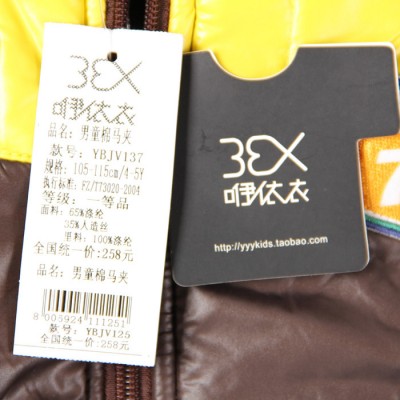 咿依衣
品名: 男童棉马夹
款号: YBJV137
规格: 105-115cm/4-5Y
执行标准: FZ/T73020-2004
等级: 一等品
面料: 65%涤纶
35%人造丝
里料: 100%涤纶
全国统一价: 258元
品名: 男童棉马夹
8 005924 111251
款号: YBJV125
全国统一价: 258元
咿依衣
http://yyykids.taobao.com
7